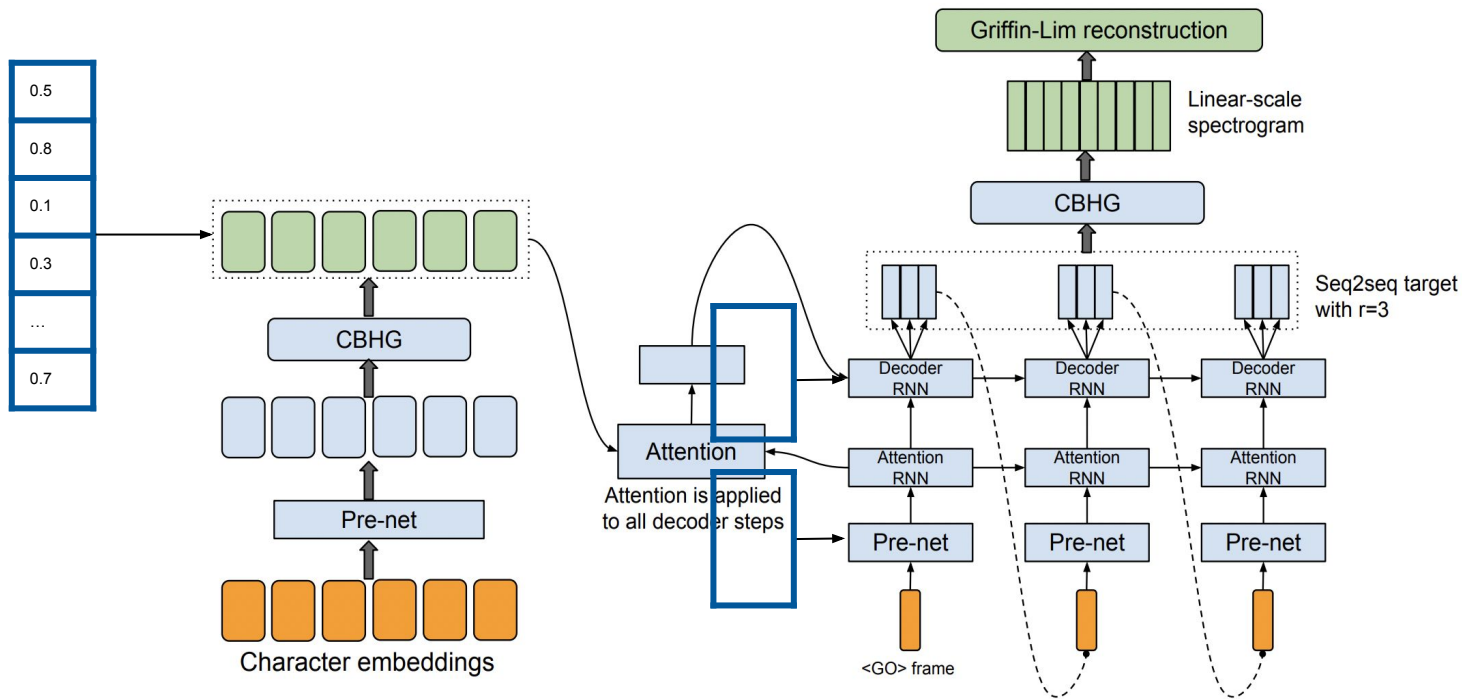 Griffin-Lim reconstruction
Linear-scale
spectrogram
CBHG
Seq2seq target
with r=3
0.5
0.8
0.1
0.3
...
0.7
CBHG
Pre-net
Character embeddings
Attention
Attention is applied
to all decoder steps
Decoder
RNN
Decoder
RNN
Decoder
RNN
Attention
RNN
Attention
RNN
Attention
RNN
Pre-net
Pre-net
Pre-net
<GO> frame